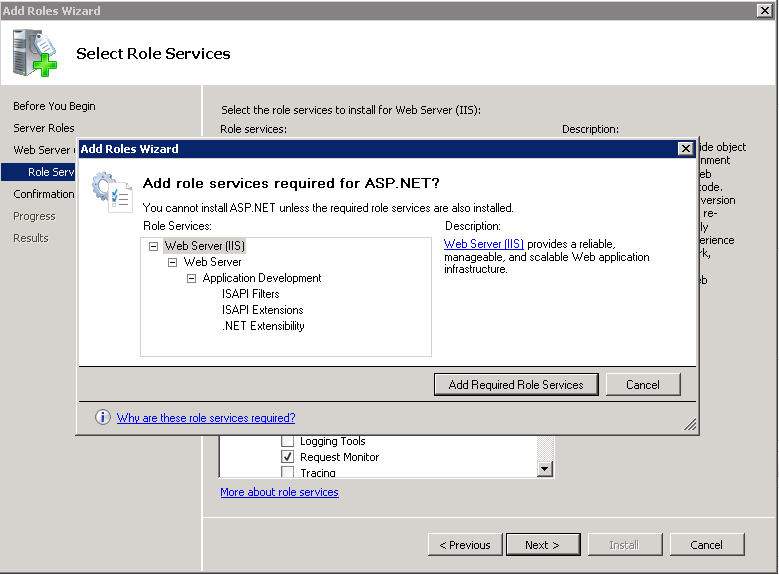 Add Roles Wizard
Select Role Services
Before You Begin
Server Roles
Web Server
Role Serv
Confirmation
Progress
Results
Select the role services to install for Web Server (IIS):
Role services:
Description:
ide object
nment
eb
ode.
version
re-
ly
erience
rk,
eb
Add Roles Wizard
Add role services required for ASP.NET?
You cannot install ASP.NET unless the required role services are also installed.
Role Services:
Web Server (IIS)
Web Server
Application Development
ISAPI Filters
ISAPI Extensions
.NET Extensibility
Description:
Web Server (IIS) provides a reliable,
manageable, and scalable Web application
infrastructure.
Add Required Role Services
Cancel
Why are these role services required?
Logging Tools
Request Monitor
Tracing
More about role services
< Previous
Next >
Install
Cancel